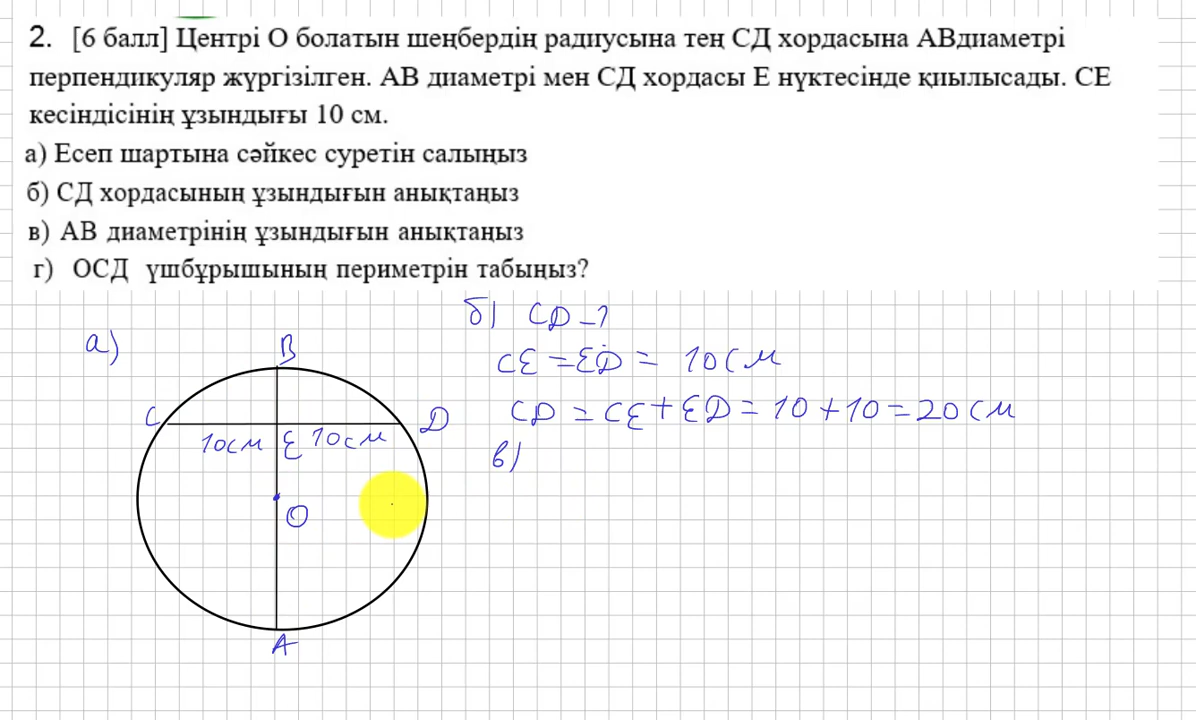 2. [6 балл] Центрі О болатын шеңбердің радиусына тең СД хордасына АВдиаметрі
перпендикуляр жүргізілген. АВ диаметрі мен СД хордасы Е нүктесінде қиылысады. СЕ
кесіндісінің ұзындығы 10 см.
а) Есеп шартына сәйкес суретін салыңыз
б) СД хордасының ұзындығын анықтаңыз
в) АВ диаметрінің ұзындығын анықтаңыз
г) ОСД үшбұрышының периметрін табыңыз?
а)
B
C
D
10см E 10см
O
A
б) CD-?
CE = ED = 10см
CD = CE + ED = 10 + 10 = 20см
в)